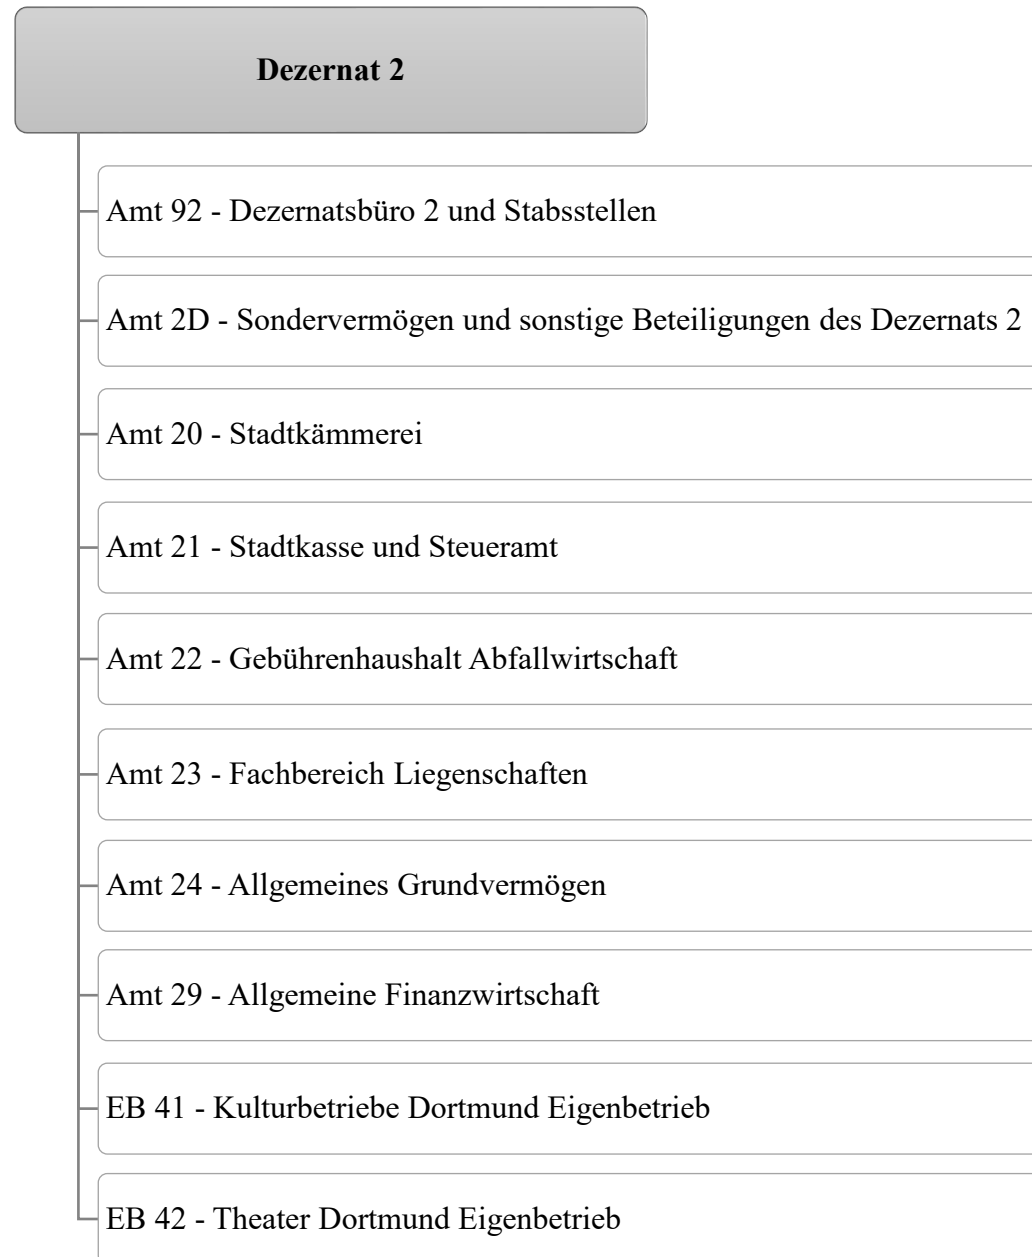 Dezernat 2
Amt 92 - Dezernatsbüro 2 und Stabsstellen
Amt 2D - Sondervermögen und sonstige Beteiligungen des Dezernats 2
Amt 20 - Stadtkämmerei
Amt 21 - Stadtkasse und Steueramt
Amt 22 - Gebührenhaushalt Abfallwirtschaft
Amt 23 - Fachbereich Liegenschaften
Amt 24 - Allgemeines Grundvermögen
Amt 29 - Allgemeine Finanzwirtschaft
EB 41 - Kulturbetriebe Dortmund Eigenbetrieb
EB 42 - Theater Dortmund Eigenbetrieb